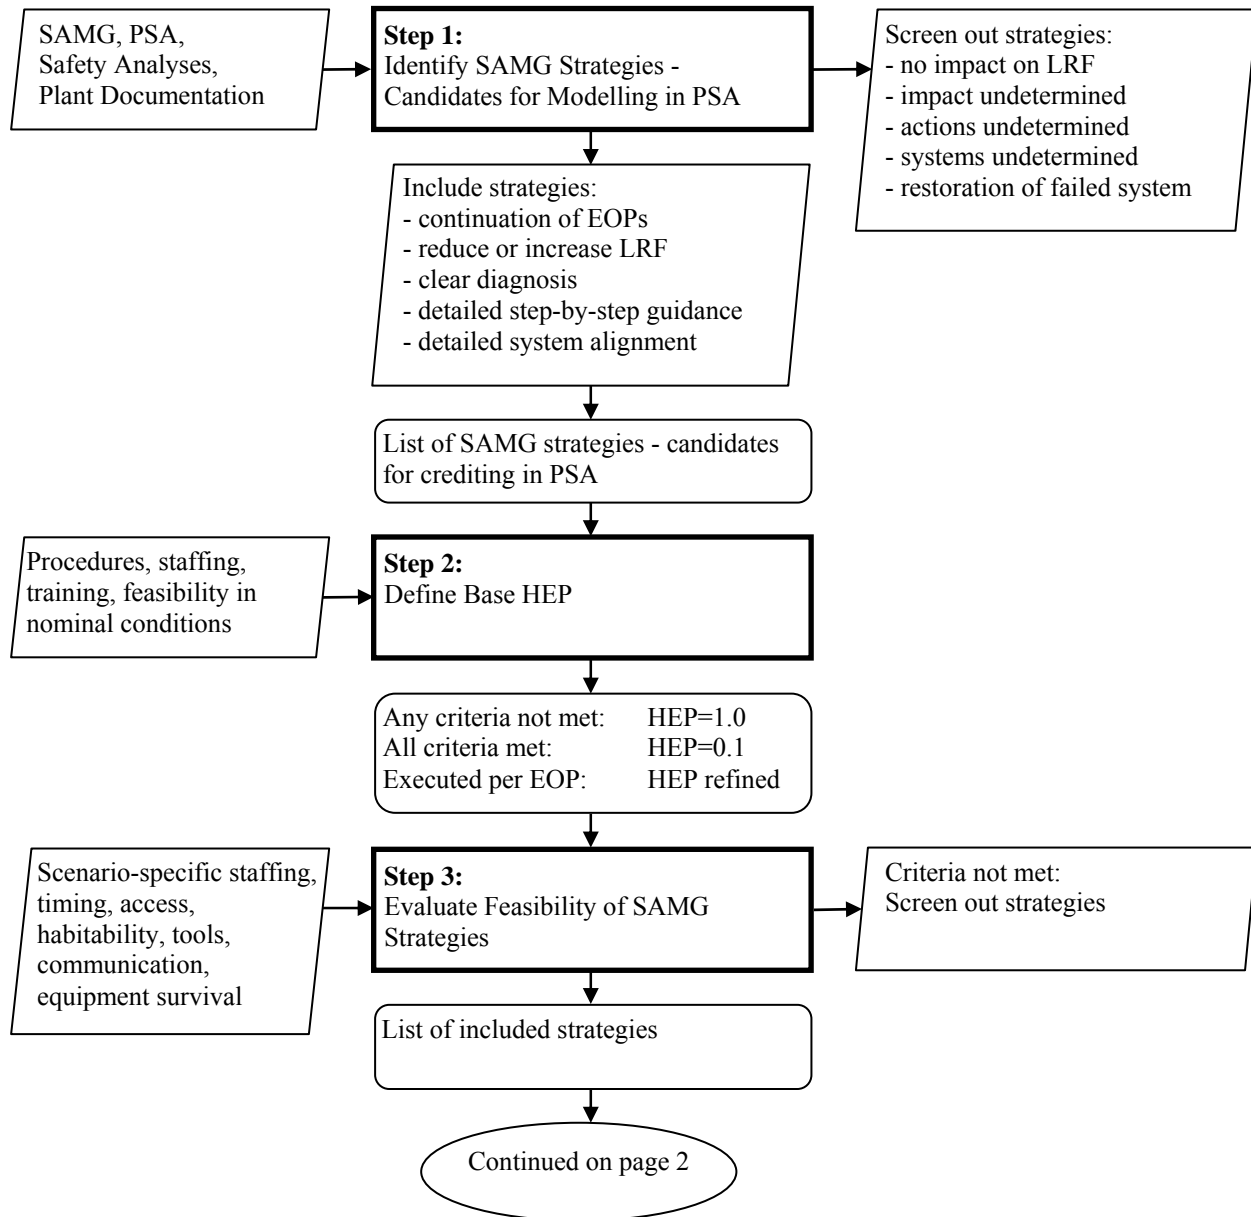 SAMG, PSA,
Safety Analyses,
Plant Documentation
Step 1:
Identify SAMG Strategies -
Candidates for Modelling in PSA
Screen out strategies:
- no impact on LRF
- impact undetermined
- actions undetermined
- systems undetermined
- restoration of failed system
Include strategies:
- continuation of EOPs
- reduce or increase LRF
- clear diagnosis
- detailed step-by-step guidance
- detailed system alignment
List of SAMG strategies - candidates
for crediting in PSA
Procedures, staffing,
training, feasibility in
nominal conditions
Step 2:
Define Base HEP
Any criteria not met: HEP=1.0
All criteria met: HEP=0.1
Executed per EOP: HEP refined
Scenario-specific staffing,
timing, access,
habitability, tools,
communication,
equipment survival
Step 3:
Evaluate Feasibility of SAMG
Strategies
Criteria not met:
Screen out strategies
List of included strategies
Continued on page 2